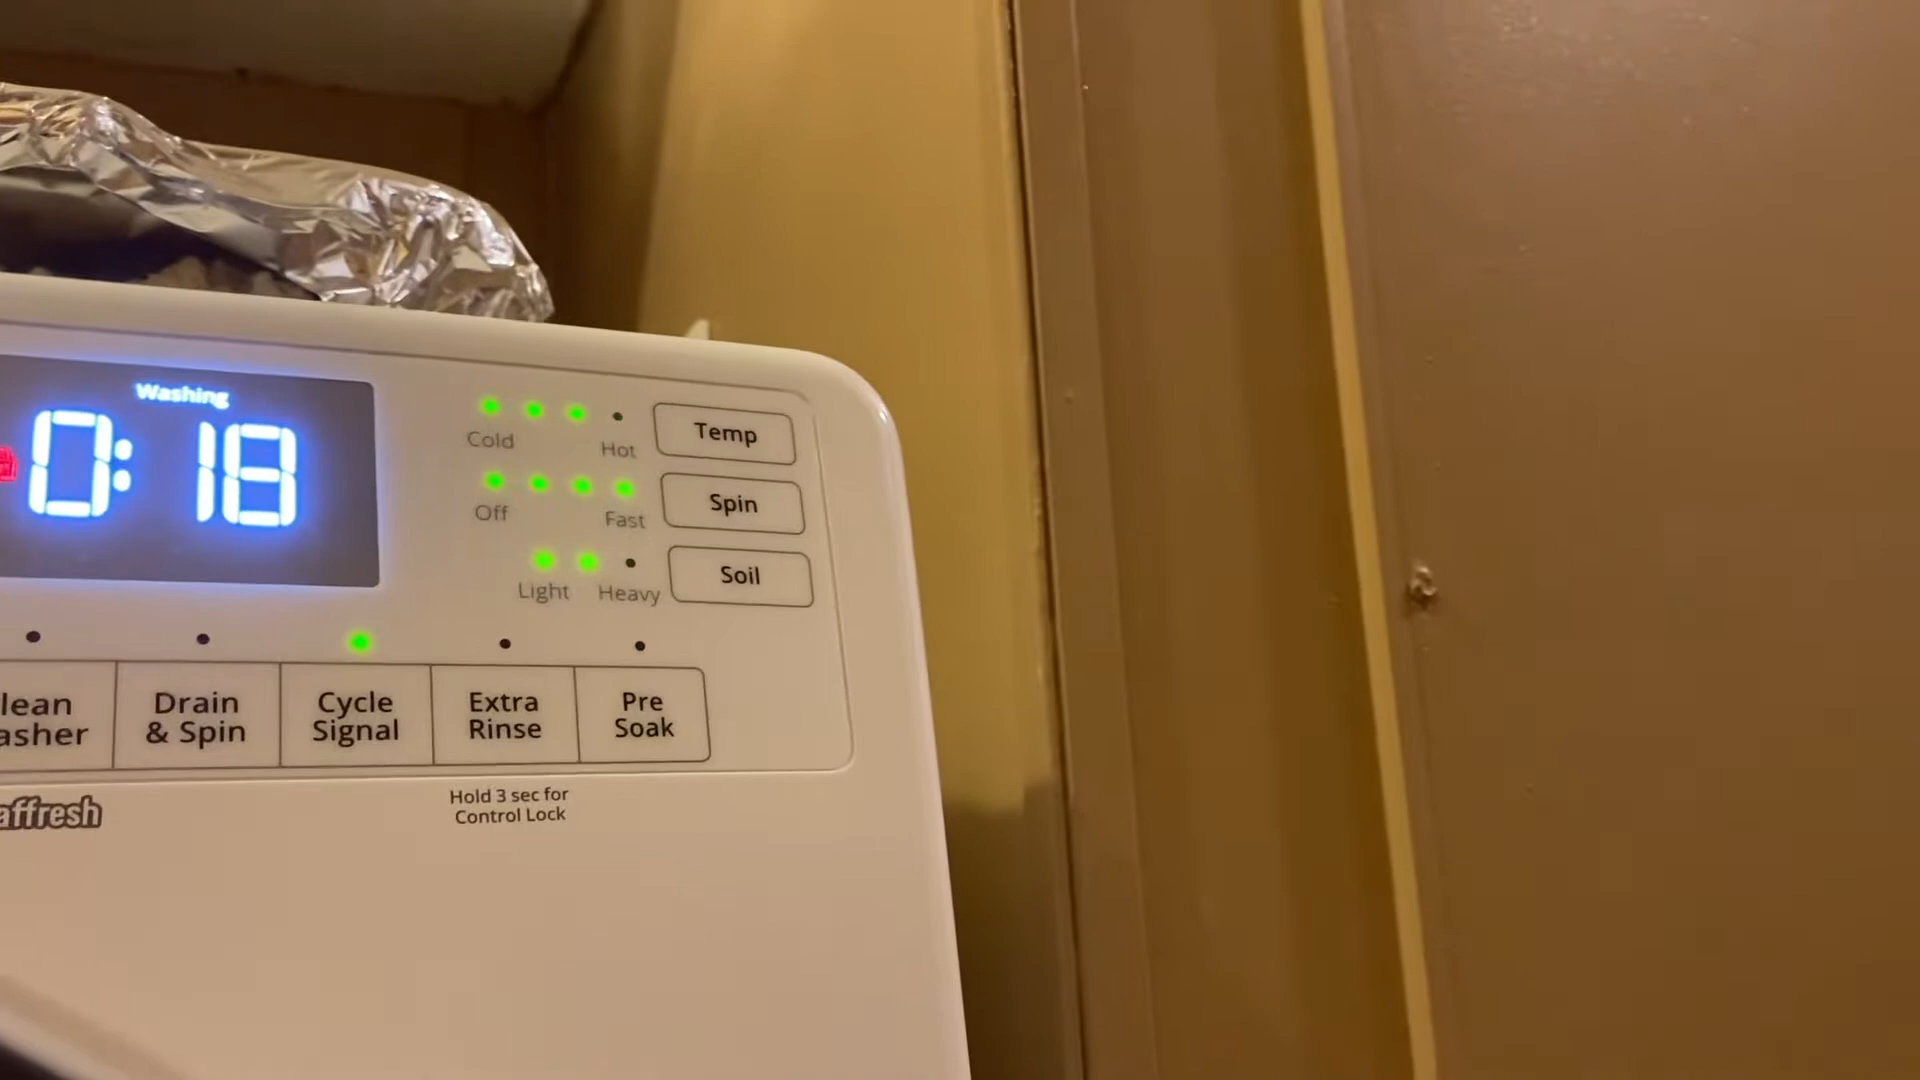 Washing
0:18
Cold
Hot
Temp
Off
Fast
Spin
Light
Heavy
Soil
lean
asher
Drain
& Spin
Cycle
Signal
Extra
Rinse
Pre
Soak
affresh
Hold 3 sec for
Control Lock